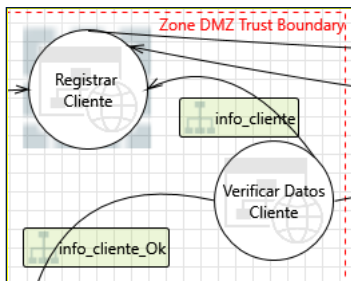 Zone DMZ Trust Boundary
Registrar
Cliente
info_cliente
Verificar Datos
Cliente
info_cliente_Ok